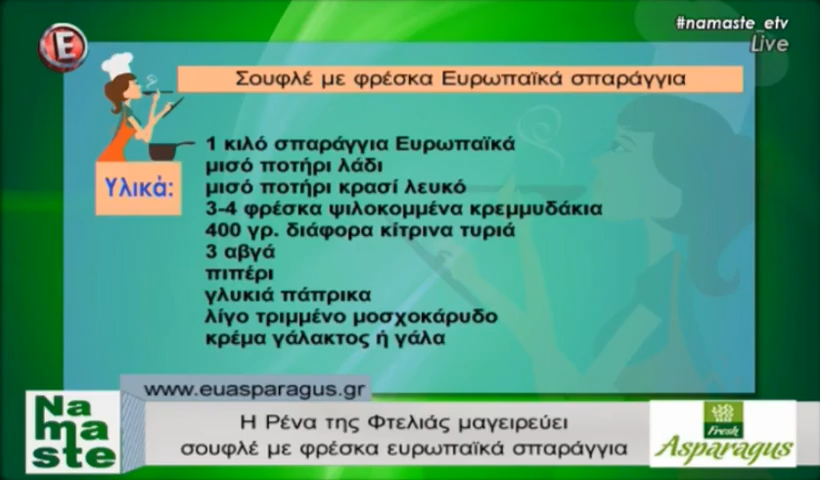 #namaste_etv
Live
E
Σουφλέ με φρέσκα Ευρωπαϊκά σπαράγγια
Υλικά:
1 κιλό σπαράγγια Ευρωπαϊκά
μισό ποτήρι λάδι
μισό ποτήρι κρασί λευκό
3-4 φρέσκα ψιλοκομμένα κρεμμυδάκια
400 γρ. διάφορα κίτρινα τυριά
3 αβγά
πιπέρι
γλυκιά πάπρικα
λίγο τριμμένο μοσχοκάρυδο
κρέμα γάλακτος ή γάλα
www.euasparagus.gr
Na
ma
ste
Η Ρένα της Φτελιάς μαγειρεύει
σουφλέ με φρέσκα ευρωπαϊκά σπαράγγια
Fresh
Asparagus